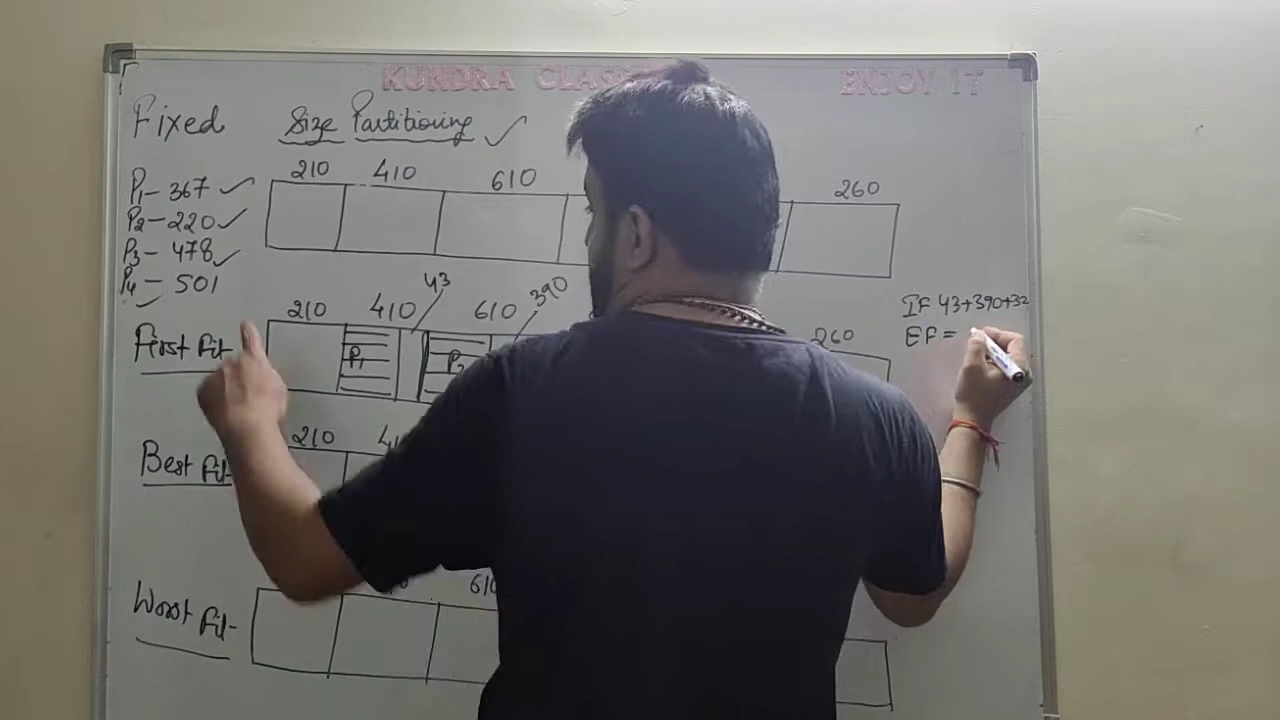 KUNDRA CLASS ENJOY IT
Fixed Size Partitioning ✓
210 410 610 260
P1 - 367 ✓
P2 - 220 ✓
P3 - 478 ✓
P4 - 501 ✓
43 390
210 410 610 260
IF 43+390+32
EF =
First Fit
P1 P2
210
Best Fit
610
Worst Fit